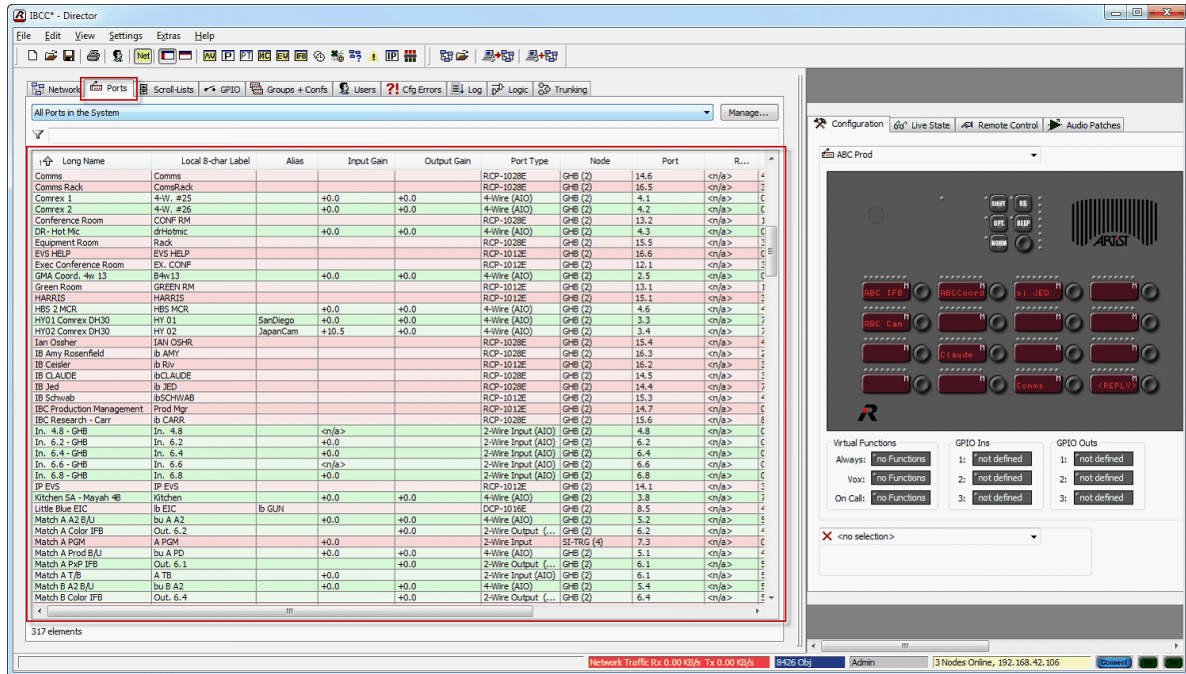 IBCC* - Director
File Edit View Settings Extras Help
Net AV P PT MC EV IFB IP
Network Ports Scroll-Lists GPIO Groups + Confs Users Cfg Errors Log Logic Trunking
All Ports in the System Manage...
Long Name Local 8-char Label Alias Input Gain Output Gain Port Type Node Port R...
Comms Comms RCP-1028E GHB (2) 14.6 <n/a>
Comms Rack ComsRack RCP-1028E GHB (2) 16.5 <n/a>
Comrex 1 4-W. #25 +0.0 +0.0 4-Wire (AIO) GHB (2) 4.1 <n/a>
Comrex 2 4-W. #26 +0.0 +0.0 4-Wire (AIO) GHB (2) 4.2 <n/a>
Conference Room CONF RM RCP-1028E GHB (2) 13.2 <n/a>
DR- Hot Mic drHotmic +0.0 +0.0 4-Wire (AIO) GHB (2) 4.3 <n/a>
Equipment Room Rack RCP-1028E GHB (2) 15.5 <n/a>
EVS HELP EVS HELP RCP-1012E GHB (2) 16.6 <n/a>
Exec Conference Room EX. CONF RCP-1012E GHB (2) 12.1 <n/a>
GMA Coord. 4w 13 B4w13 +0.0 +0.0 4-Wire (AIO) GHB (2) 2.5 <n/a>
Green Room GREEN RM RCP-1012E GHB (2) 13.1 <n/a>
HARRIS HARRIS RCP-1012E GHB (2) 15.1 <n/a>
HBS 2 MCR HBS MCR +0.0 +0.0 4-Wire (AIO) GHB (2) 4.6 <n/a>
HY01 Comrex DH30 HY 01 SanDiego +0.0 +0.0 4-Wire (AIO) GHB (2) 3.3 <n/a>
HY02 Comrex DH30 HY 02 JapanCam +10.5 +0.0 4-Wire (AIO) GHB (2) 3.4 <n/a>
Ian Ossher IAN OSHR RCP-1028E GHB (2) 15.4 <n/a>
IB Amy Rosenfield ib AMY RCP-1028E GHB (2) 16.3 <n/a>
IB Ceisler ib Riv RCP-1012E GHB (2) 16.2 <n/a>
IB CLAUDE ibCLAUDE RCP-1028E GHB (2) 14.5 <n/a>
IB Jed ib JED RCP-1028E GHB (2) 14.4 <n/a>
IB Schwab ibSCHWAB RCP-1012E GHB (2) 15.3 <n/a>
IBC Production Management Prod Mgr RCP-1012E GHB (2) 14.7 <n/a>
IBC Research - Carr ib CARR RCP-1028E GHB (2) 15.6 <n/a>
In. 4.8 - GHB In. 4.8 <n/a> 2-Wire Input (AIO) GHB (2) 4.8 <n/a>
In. 6.2 - GHB In. 6.2 +0.0 2-Wire Input (AIO) GHB (2) 6.2 <n/a>
In. 6.4 - GHB In. 6.4 +0.0 2-Wire Input (AIO) GHB (2) 6.4 <n/a>
In. 6.6 - GHB In. 6.6 <n/a> 2-Wire Input (AIO) GHB (2) 6.6 <n/a>
In. 6.8 - GHB In. 6.8 +0.0 2-Wire Input (AIO) GHB (2) 6.8 <n/a>
IP EVS IP EVS RCP-1012E GHB (2) 14.1 <n/a>
Kitchen SA - Mayah 4B Kitchen +0.0 +0.0 4-Wire (AIO) GHB (2) 3.8 <n/a>
Little Blue EIC lb EIC lb GUN DCP-1016E GHB (2) 8.5 <n/a>
Match A A2 B/U bu A A2 +0.0 +0.0 4-Wire (AIO) GHB (2) 5.2 <n/a>
Match A Color IFB Out. 6.2 +0.0 2-Wire Output (... GHB (2) 6.2 <n/a>
Match A PGM A PGM +0.0 2-Wire Input SI-TRG (4) 7.3 <n/a>
Match A Prod B/U bu A PD +0.0 +0.0 4-Wire (AIO) GHB (2) 5.1 <n/a>
Match A PxP IFB Out. 6.1 +0.0 2-Wire Output (... GHB (2) 6.1 <n/a>
Match A T/B A TB +0.0 2-Wire Input (AIO) GHB (2) 6.1 <n/a>
Match B A2 B/U bu B A2 +0.0 +0.0 4-Wire (AIO) GHB (2) 5.4 <n/a>
Match B Color IFB Out. 6.4 +0.0 2-Wire Output (... GHB (2) 6.4 <n/a>
317 elements
Configuration Live State Remote Control Audio Patches
ABC Prod
SHIFT HS
OPT. BEEP
NORM
ARTIST
ABC IFB M ABCCoord M si JED M M
ABC Can M M M M
M Claude M M M
M M Comms M <REPLY> M
Virtual Functions GPIO Ins GPIO Outs
Always: no Functions 1: not defined 1: not defined
Vox: no Functions 2: not defined 2: not defined
On Call: no Functions 3: not defined 3: not defined
<no selection>
Network Traffic Rx 0.00 KB/s Tx 0.00 KB/s 8426 Obj Admin 3 Nodes Online, 192.168.42.106 Connect